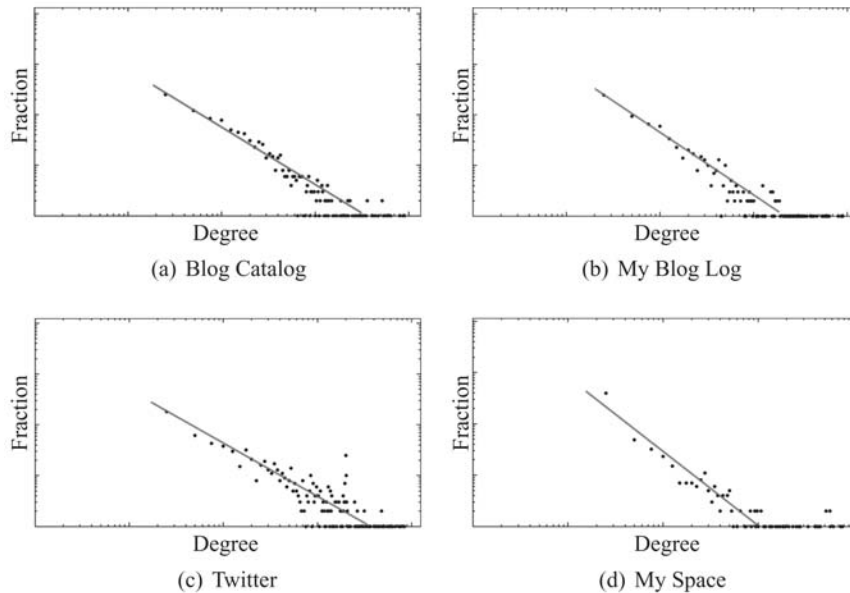 Fraction
Fraction
Degree
Degree
(a) Blog Catalog
(b) My Blog Log
Fraction
Fraction
Degree
Degree
(c) Twitter
(d) My Space